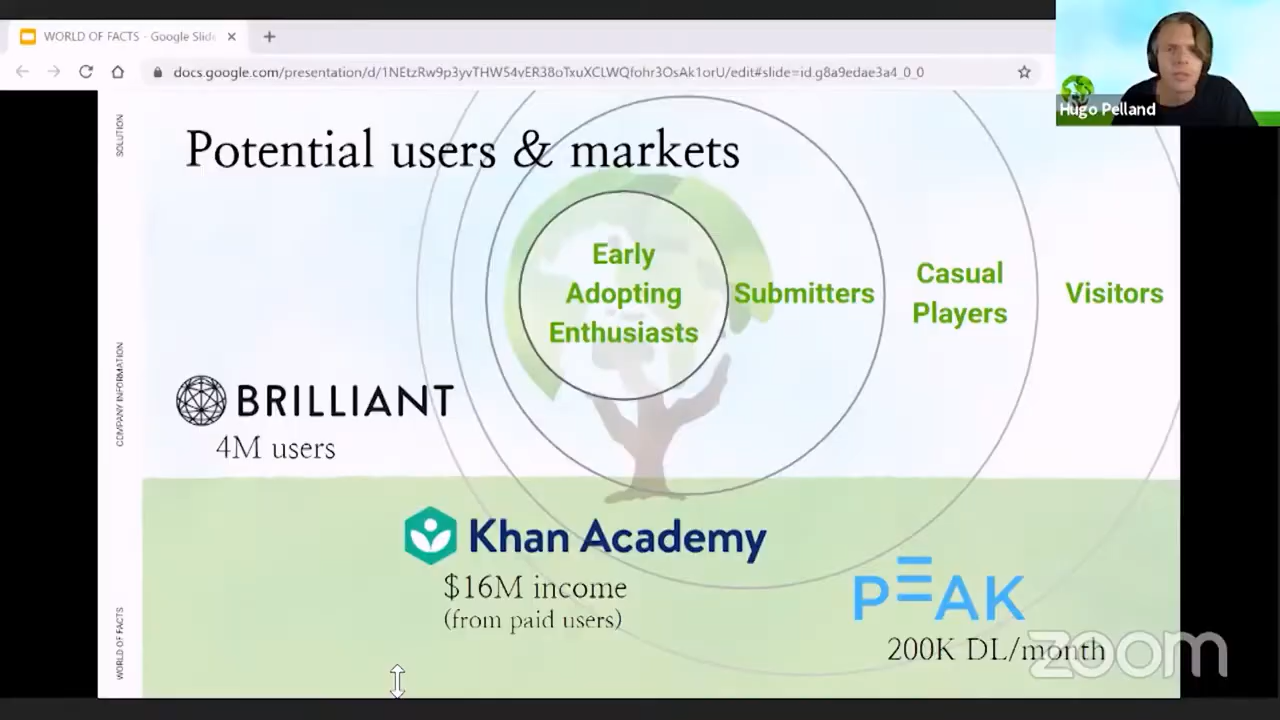 WORLD OF FACTS - Google Slide
docs.google.com/presentation/d/1NEtzRw9p3yvTHW54vER38oTxuXCLWQfohr3OsAk1orU/edit#slide=id.g8a9edae3a4_0_0
Hugo Pelland
SOLUTION
COMPANY INFORMATION
WORLD OF FACTS
Potential users & markets
Early
Adopting
Enthusiasts
Submitters
Casual
Players
Visitors
BRILLIANT
4M users
Khan Academy
$16M income
(from paid users)
PEAK
200K DL/month
zoom